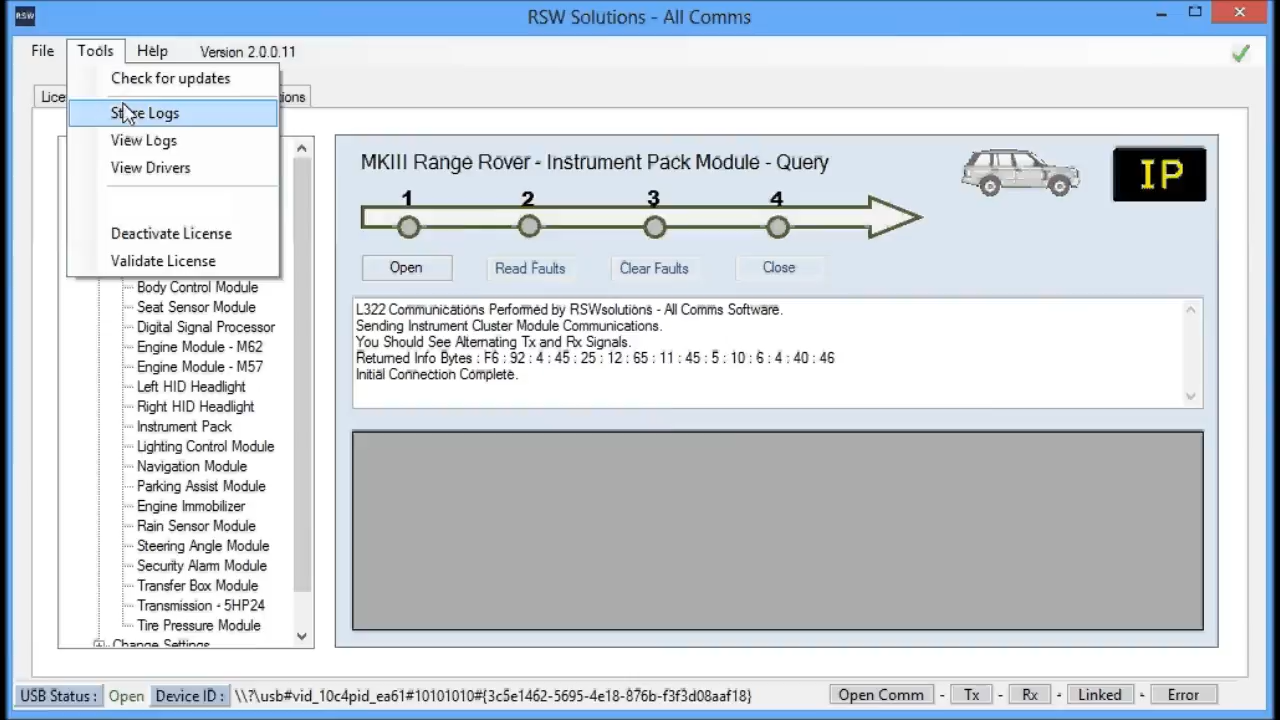 RSW
RSW Solutions - All Comms
File
Tools
Help
Version 2.0.0.11
Check for updates
Store Logs
View Logs
View Drivers
Deactivate License
Validate License
Body Control Module
Seat Sensor Module
Digital Signal Processor
Engine Module - M62
Engine Module - M57
Left HID Headlight
Right HID Headlight
Instrument Pack
Lighting Control Module
Navigation Module
Parking Assist Module
Engine Immobilizer
Rain Sensor Module
Steering Angle Module
Security Alarm Module
Transfer Box Module
Transmission - 5HP24
Tire Pressure Module
Change Settings
MKIII Range Rover - Instrument Pack Module - Query
IP
1 2 3 4
Open
Read Faults
Clear Faults
Close
L322 Communications Performed by RSWsolutions - All Comms Software.
Sending Instrument Cluster Module Communications.
You Should See Alternating Tx and Rx Signals.
Returned Info Bytes : F6 : 92 : 4 : 45 : 25 : 12 : 65 : 11 : 45 : 5 : 10 : 6 : 4 : 40 : 46
Initial Connection Complete.
USB Status : Open Device ID : \\?\usb#vid_10c4pid_ea61#10101010#{3c5e1462-5695-4e18-876b-f3f3d08aaf18}
Open Comm - Tx - Rx - Linked - Error